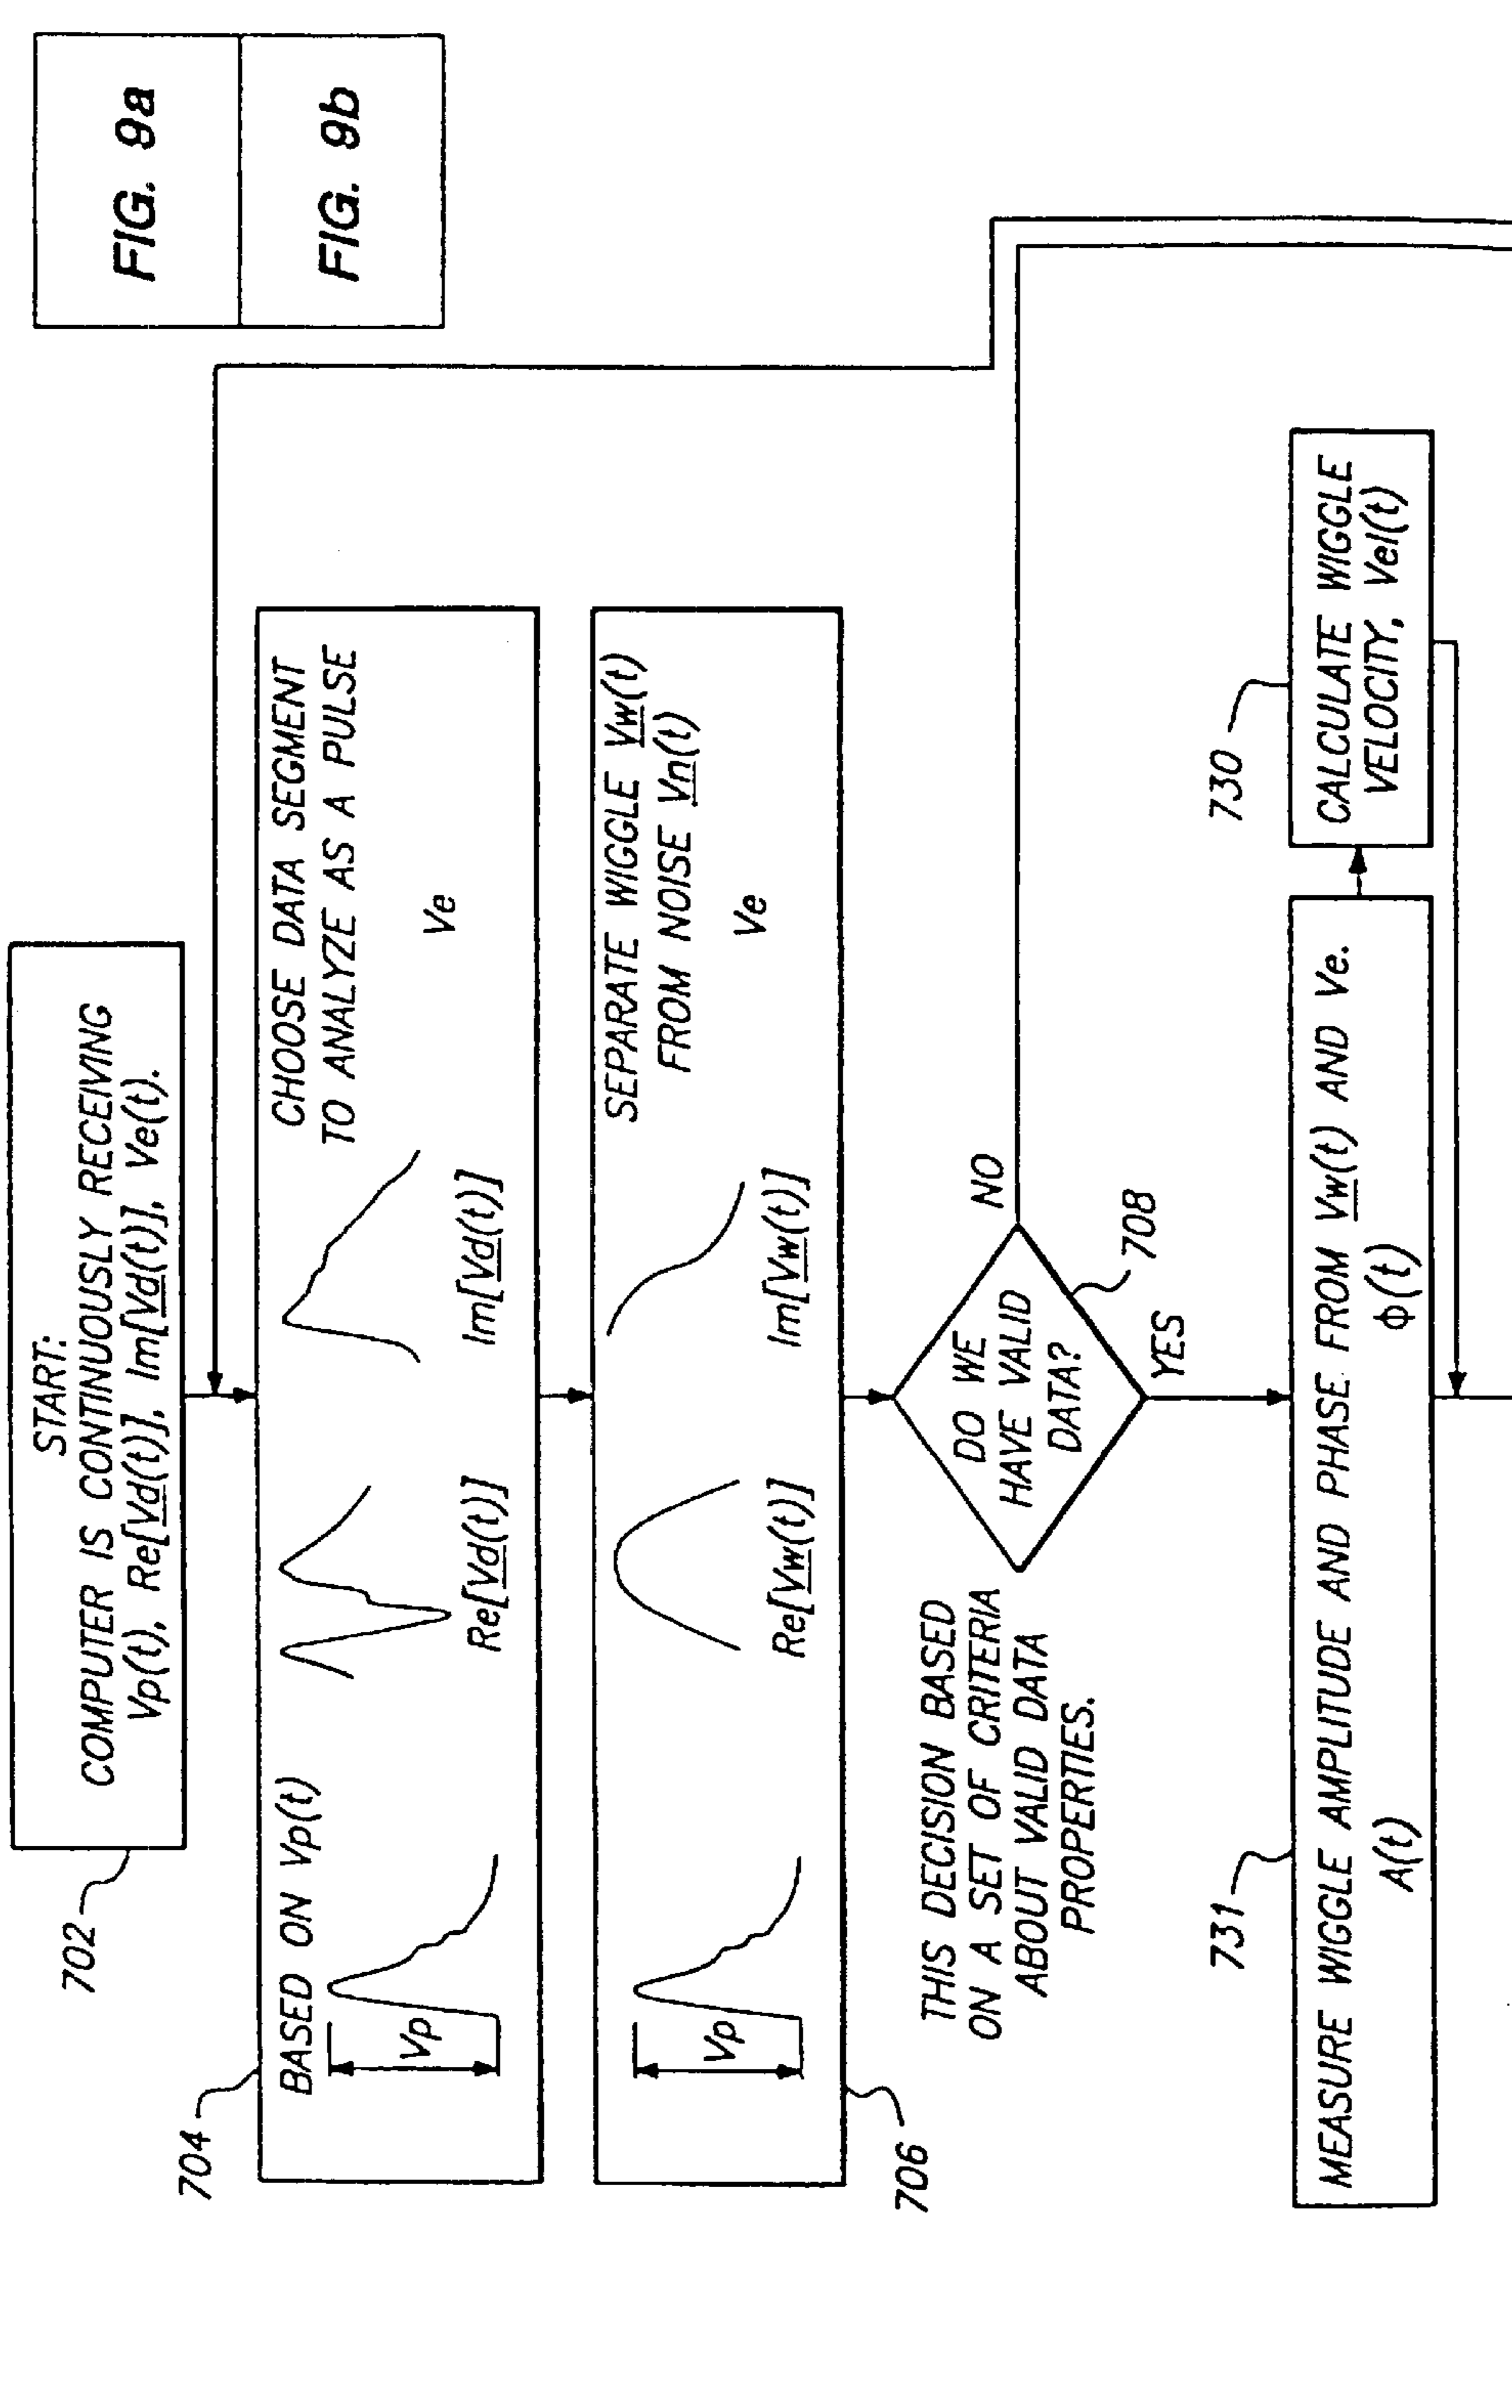 FIG. 9a
FIG. 9b
702
START:
COMPUTER IS CONTINUOUSLY RECEIVING
Vp(t), Re[Vd(t)], Im[Vd(t)], Ve(t).
704
BASED ON Vp(t)
CHOOSE DATA SEGMENT
TO ANALYZE AS A PULSE
Vp
Re[Vd(t)]
Im[Vd(t)]
Ve
706
SEPARATE WIGGLE Vw(t)
FROM NOISE Vn(t)
Vp
Re[Vw(t)]
Im[Vw(t)]
Ve
THIS DECISION BASED
ON A SET OF CRITERIA
ABOUT VALID DATA
PROPERTIES.
DO WE
HAVE VALID
DATA?
NO
708
YES
731
MEASURE WIGGLE AMPLITUDE AND PHASE FROM Vw(t) AND Ve.
A(t)
ϕ(t)
730
CALCULATE WIGGLE
VELOCITY, Vel(t)